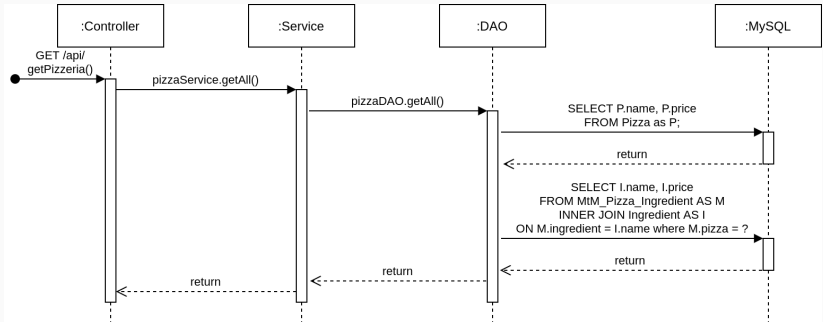 :Controller
:Service
:DAO
:MySQL
GET /api/
getPizzeria()
pizzaService.getAll()
pizzaDAO.getAll()
SELECT P.name, P.price
FROM Pizza as P;
return
SELECT I.name, I.price
FROM MtM_Pizza_Ingredient AS M
INNER JOIN Ingredient AS I
ON M.ingredient = I.name where M.pizza = ?
return
return
return